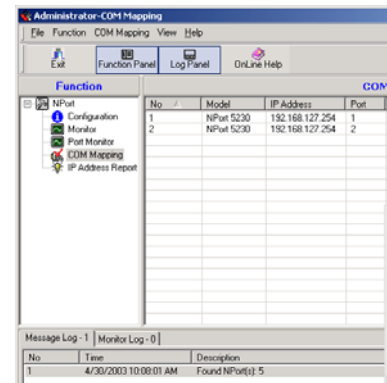 Administrator-COM Mapping
File Function COM Mapping View Help
Exit Function Panel Log Panel OnLine Help
Function
COM
NPort
Configuration
Monitor
Port Monitor
COM Mapping
IP Address Report
No Model IP Address Port
1 NPort 5230 192.168.127.254 1
2 NPort 5230 192.168.127.254 2
Message Log - 1 Monitor Log - 0
No Time Description
1 4/30/2003 10:08:01 AM Found NPort(s): 5